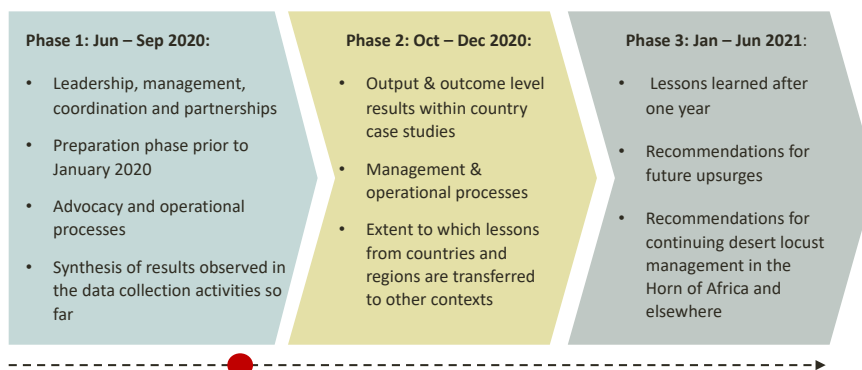 Phase 1: Jun – Sep 2020:
• Leadership, management,
coordination and partnerships
• Preparation phase prior to
January 2020
• Advocacy and operational
processes
• Synthesis of results observed in
the data collection activities so
far
Phase 2: Oct – Dec 2020:
• Output & outcome level
results within country
case studies
• Management &
operational processes
• Extent to which lessons
from countries and
regions are transferred
to other contexts
Phase 3: Jan – Jun 2021:
• Lessons learned after
one year
• Recommendations for
future upsurges
• Recommendations for
continuing desert locust
management in the
Horn of Africa and
elsewhere